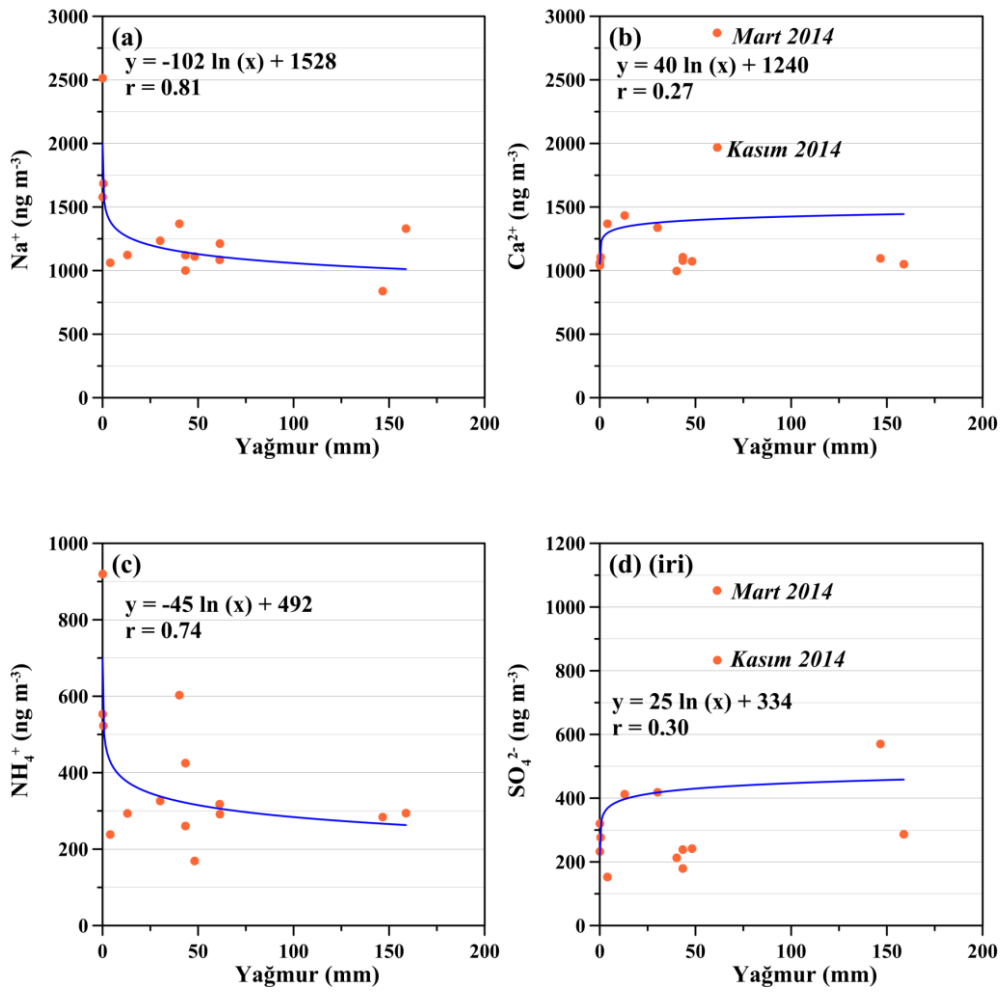 (a)
y = -102 ln (x) + 1528
r = 0.81
3000
2500
2000
1500
1000
500
0
Na⁺ (ng m⁻³)
0 50 100 150 200
Yağmur (mm)
(b)
Mart 2014
y = 40 ln (x) + 1240
r = 0.27
Kasım 2014
3000
2500
2000
1500
1000
500
0
Ca²⁺ (ng m⁻³)
0 50 100 150 200
Yağmur (mm)
(c)
y = -45 ln (x) + 492
r = 0.74
1000
800
600
400
200
0
NH₄⁺ (ng m⁻³)
0 50 100 150 200
Yağmur (mm)
(d) (iri)
Mart 2014
Kasım 2014
y = 25 ln (x) + 334
r = 0.30
1200
1000
800
600
400
200
0
SO₄²⁻ (ng m⁻³)
0 50 100 150 200
Yağmur (mm)